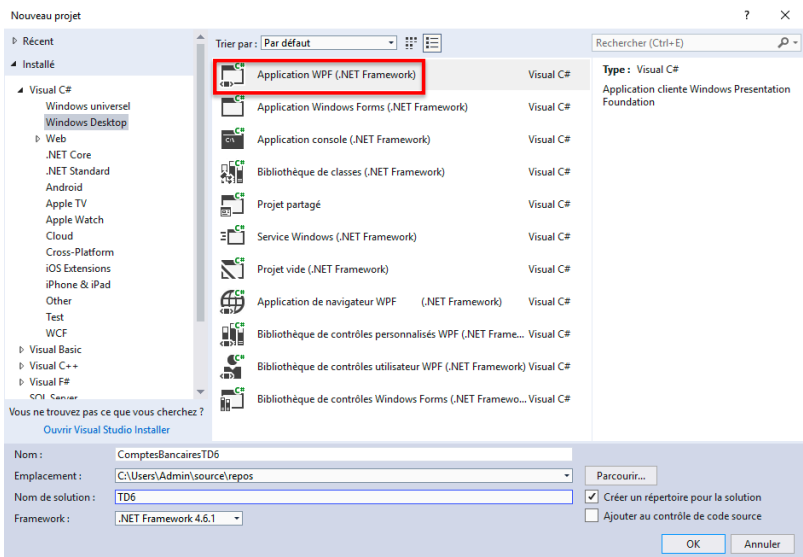 Nouveau projet
? ×
Récent
Installé
Visual C#
Windows universel
Windows Desktop
Web
.NET Core
.NET Standard
Android
Apple TV
Apple Watch
Cloud
Cross-Platform
iOS Extensions
iPhone & iPad
Other
Test
WCF
Visual Basic
Visual C++
Visual F#
SQL Server
Vous ne trouvez pas ce que vous cherchez ?
Ouvrir Visual Studio Installer
Trier par : Par défaut
Application WPF (.NET Framework) Visual C#
Application Windows Forms (.NET Framework) Visual C#
Application console (.NET Framework) Visual C#
Bibliothèque de classes (.NET Framework) Visual C#
Projet partagé Visual C#
Service Windows (.NET Framework) Visual C#
Projet vide (.NET Framework) Visual C#
Application de navigateur WPF (.NET Framework) Visual C#
Bibliothèque de contrôles personnalisés WPF (.NET Frame... Visual C#
Bibliothèque de contrôles utilisateur WPF (.NET Framework) Visual C#
Bibliothèque de contrôles Windows Forms (.NET Framewo... Visual C#
Rechercher (Ctrl+E)
Type : Visual C#
Application cliente Windows Presentation
Foundation
Nom : ComptesBancairesTD6
Emplacement : C:\Users\Admin\source\repos Parcourir...
Nom de solution : TD6 Créer un répertoire pour la solution
Framework : .NET Framework 4.6.1 Ajouter au contrôle de code source
OK Annuler